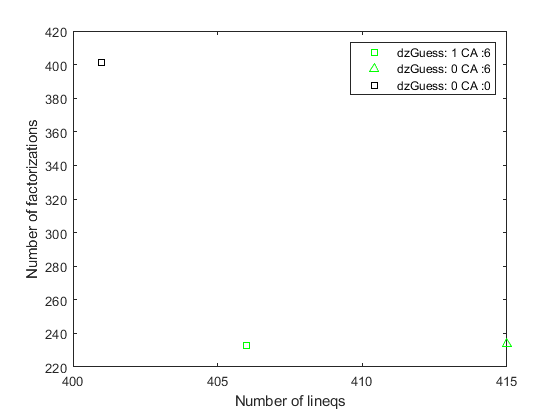 420
400
380
360
340
320
300
280
260
240
220
Number of factorizations
dzGuess: 1 CA :6
dzGuess: 0 CA :6
dzGuess: 0 CA :0
400 405 410 415
Number of lineqs